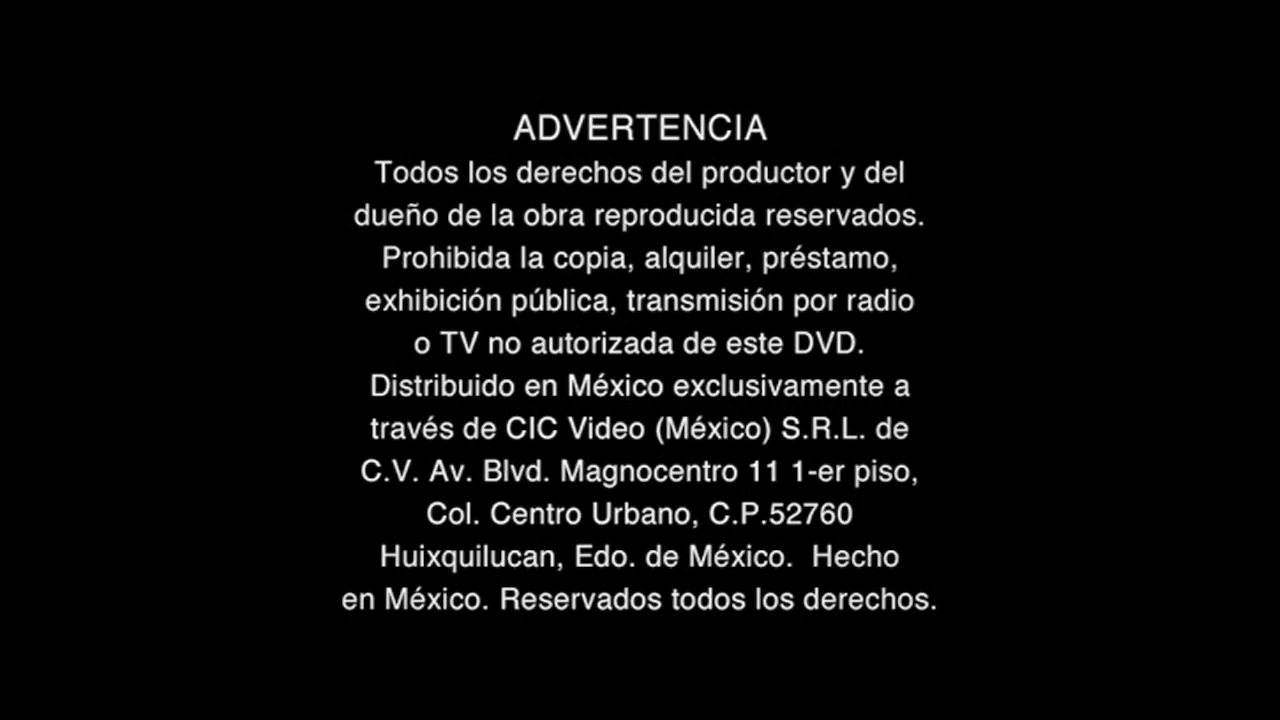 ADVERTENCIA
Todos los derechos del productor y del
dueño de la obra reproducida reservados.
Prohibida la copia, alquiler, préstamo,
exhibición pública, transmisión por radio
o TV no autorizada de este DVD.
Distribuido en México exclusivamente a
través de CIC Video (México) S.R.L. de
C.V. Av. Blvd. Magnocentro 11 1-er piso,
Col. Centro Urbano, C.P.52760
Huixquilucan, Edo. de México.  Hecho
en México. Reservados todos los derechos.